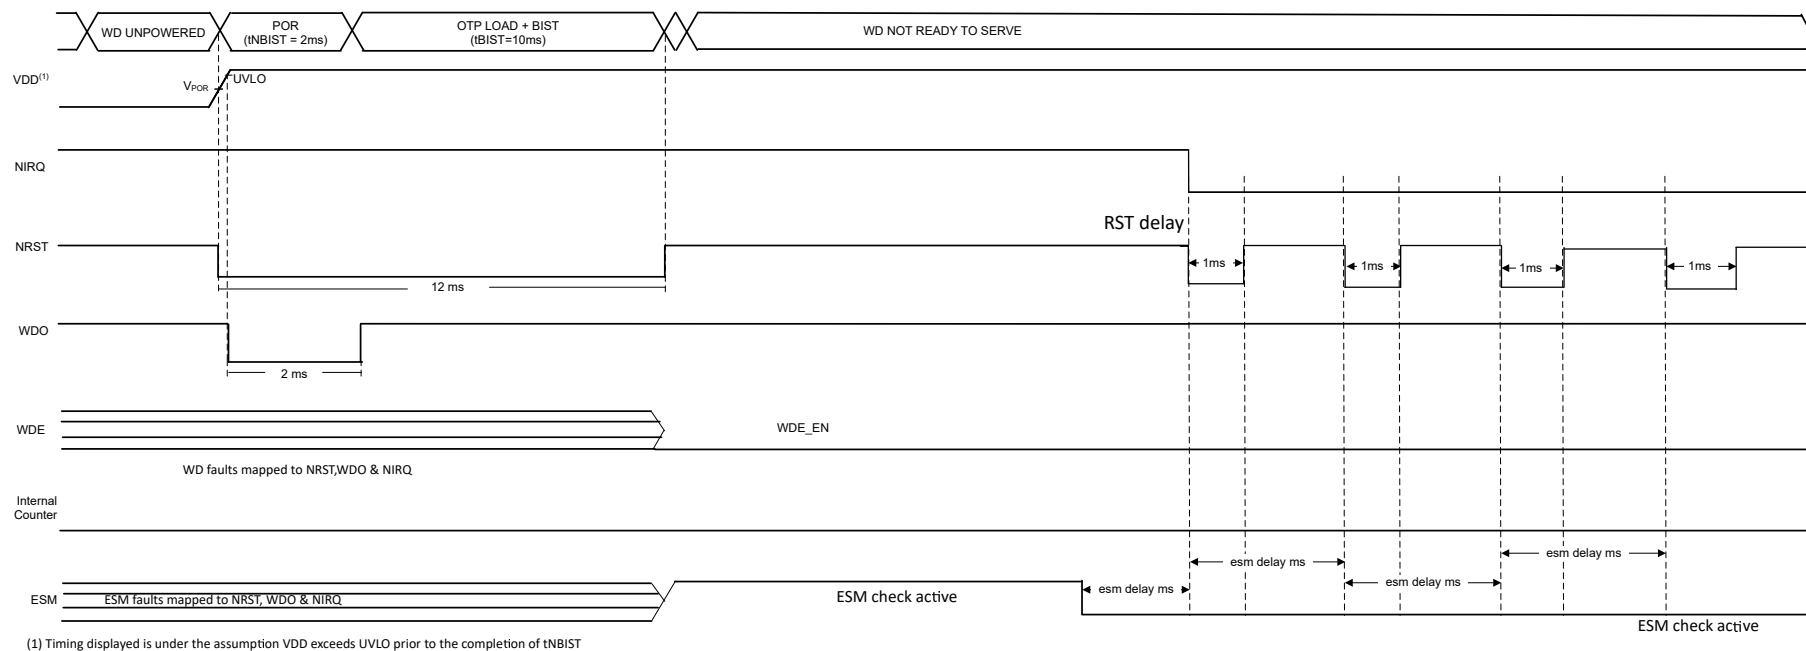 WD UNPOWERED
POR
(tNBIST = 2ms)
OTP LOAD + BIST
(tBIST=10ms)
WD NOT READY TO SERVE
VDD(1)
VPOR
UVLO
NIRQ
RST delay
NRST
1ms
1ms
1ms
1ms
12 ms
WDO
2 ms
WDE
WDE_EN
WD faults mapped to NRST,WDO & NIRQ
Internal
Counter
esm delay ms
esm delay ms
esm delay ms
esm delay ms
ESM
ESM faults mapped to NRST, WDO & NIRQ
ESM check active
ESM check active
(1) Timing displayed is under the assumption VDD exceeds UVLO prior to the completion of tNBIST